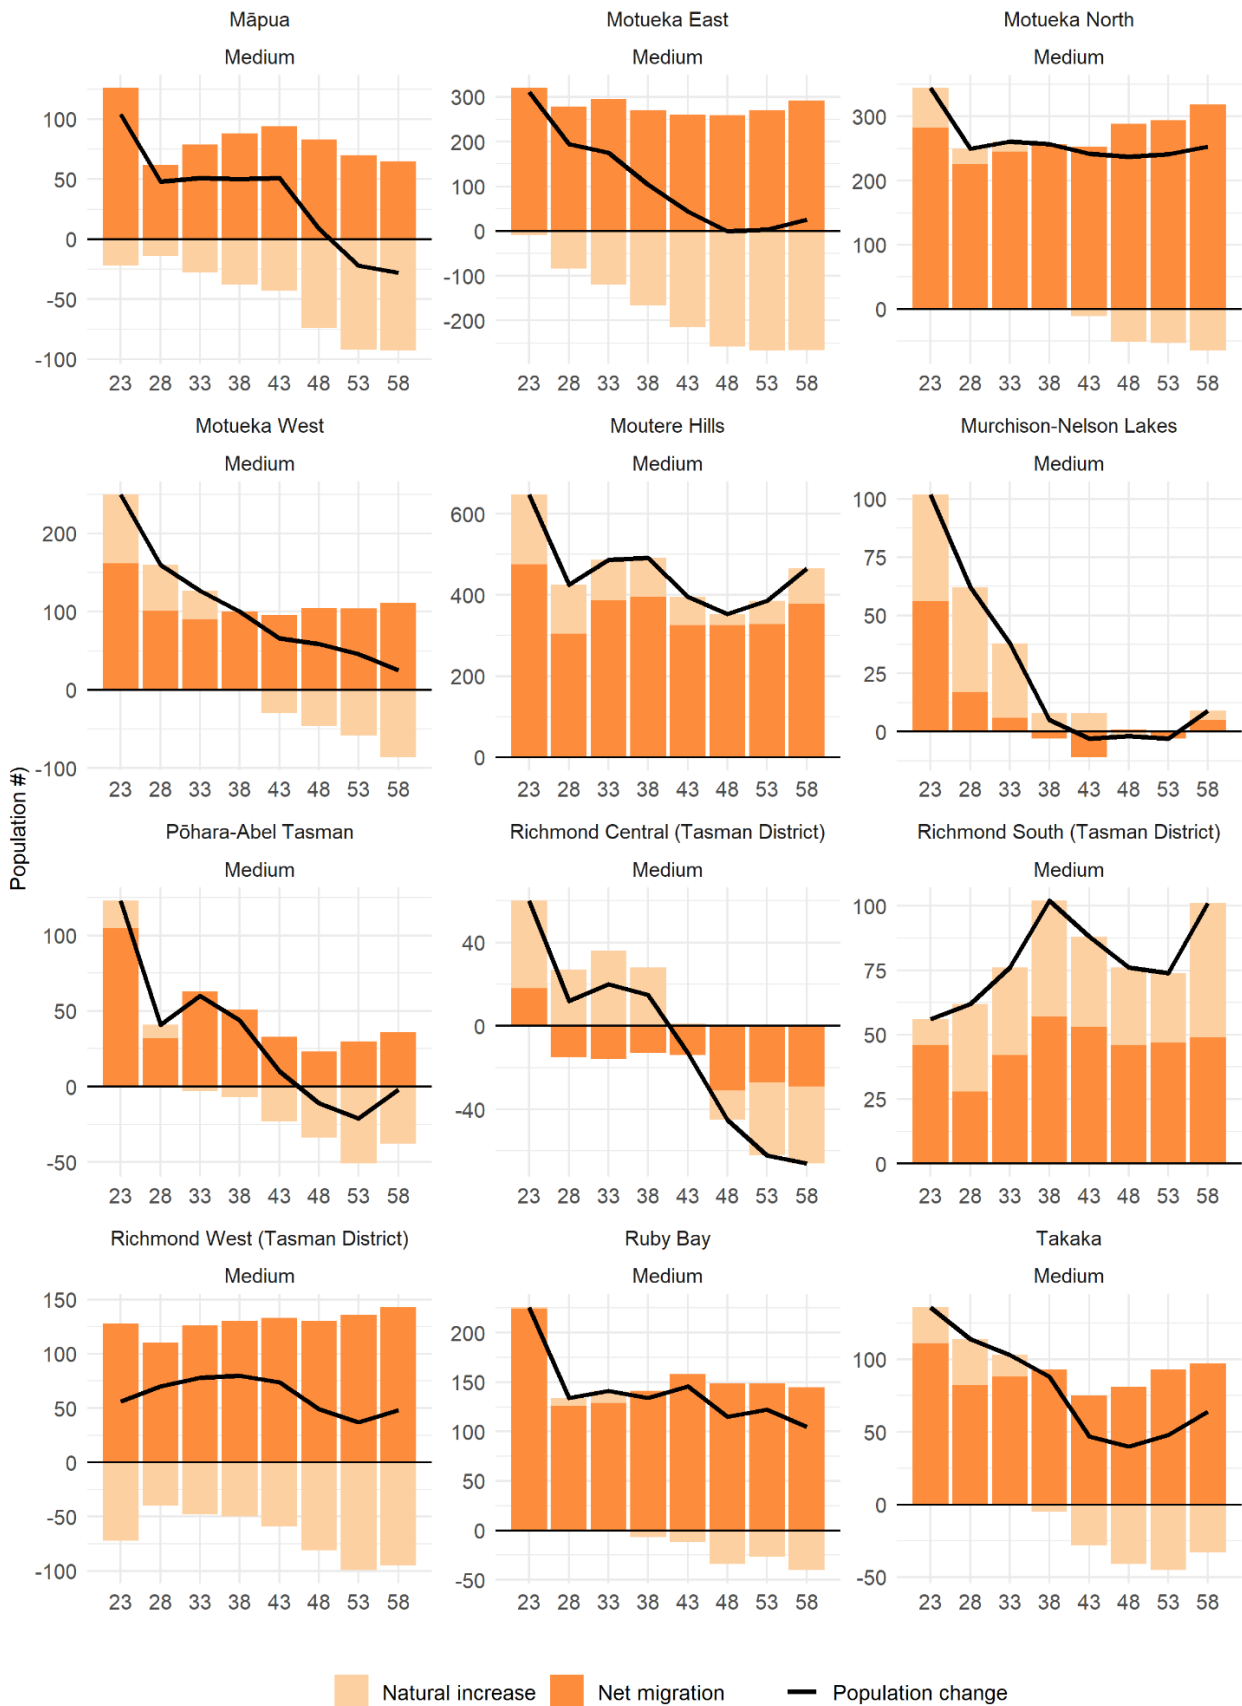 Māpua
Motueka East
Motueka North
Medium
Medium
Medium
100
50
0
-50
-100
300
200
100
0
-100
-200
300
200
100
0
23 28 33 38 43 48 53 58
23 28 33 38 43 48 53 58
23 28 33 38 43 48 53 58
Motueka West
Moutere Hills
Murchison-Nelson Lakes
Medium
Medium
Medium
200
100
0
-100
600
400
200
0
100
75
50
25
0
23 28 33 38 43 48 53 58
23 28 33 38 43 48 53 58
23 28 33 38 43 48 53 58
Population #)
Pōhara-Abel Tasman
Richmond Central (Tasman District)
Richmond South (Tasman District)
Medium
Medium
Medium
100
50
0
-50
40
0
-40
100
75
50
25
0
23 28 33 38 43 48 53 58
23 28 33 38 43 48 53 58
23 28 33 38 43 48 53 58
Richmond West (Tasman District)
Ruby Bay
Takaka
Medium
Medium
Medium
150
100
50
0
-50
-100
200
150
100
50
0
-50
100
50
0
-50
23 28 33 38 43 48 53 58
23 28 33 38 43 48 53 58
23 28 33 38 43 48 53 58
Natural increase Net migration Population change